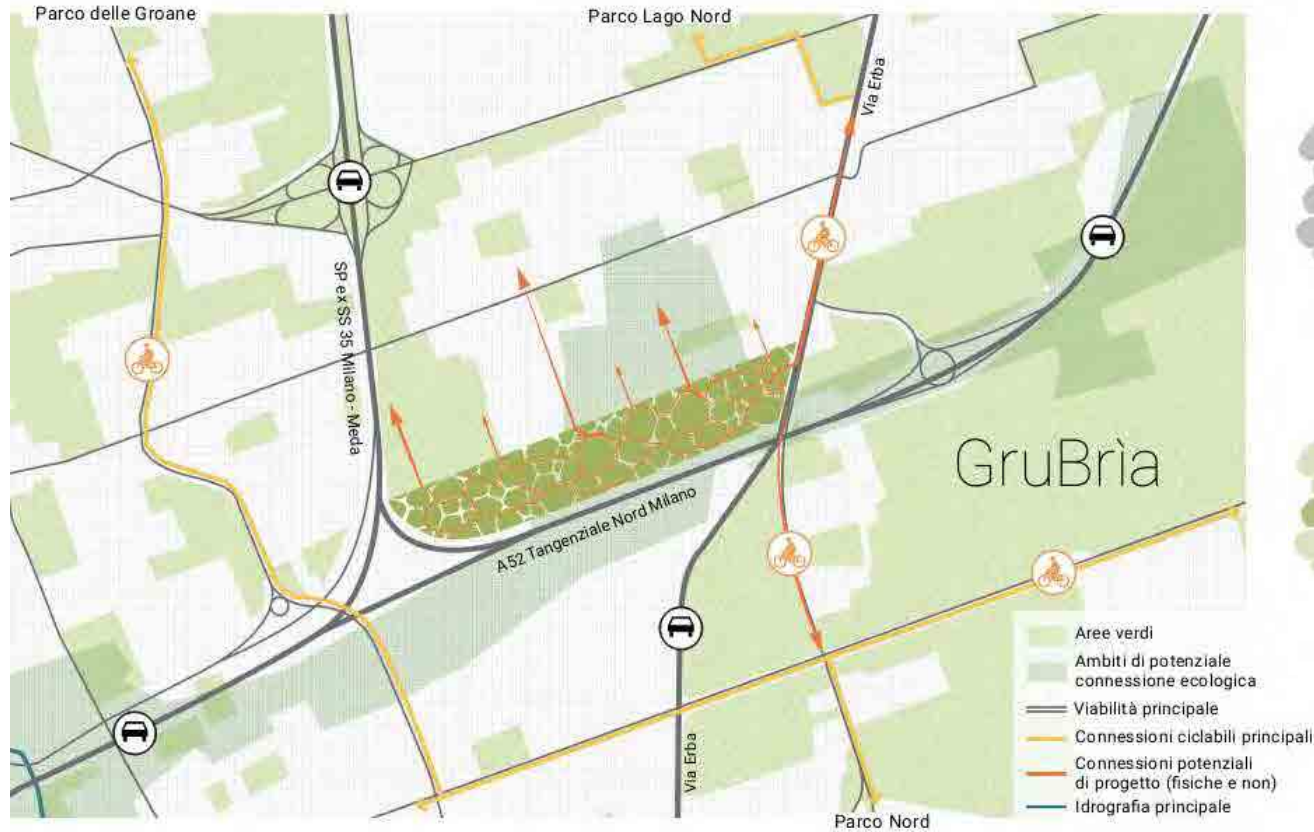 Parco delle Groane
Parco Lago Nord
Via Erba
SP ex SS 35 Milano - Meda
GruBrìa
A52 Tangenziale Nord Milano
Via Erba
Aree verdi
Ambiti di potenziale
connessione ecologica
Viabilità principale
Connessioni ciclabili principali
Connessioni potenziali
di progetto (fisiche e non)
Idrografia principale
Parco Nord